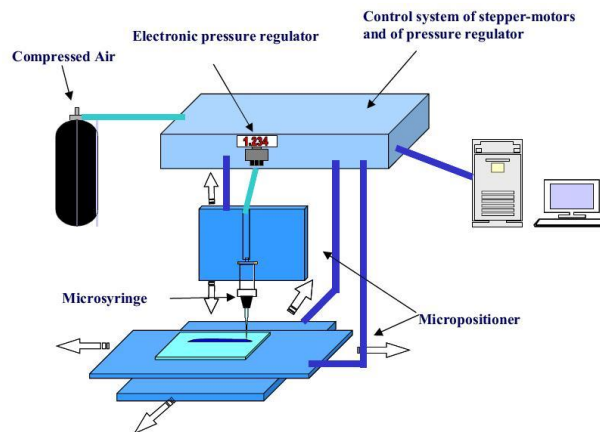 Control system of stepper-motors
and of pressure regulator
Electronic pressure regulator
Compressed Air
1.234
Microsyringe
Micropositioner